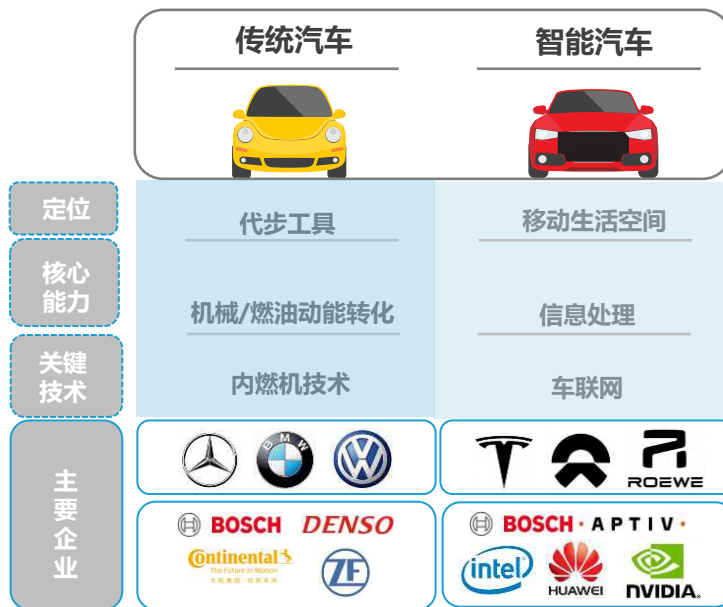 传统汽车
智能汽车
定位
代步工具
移动生活空间
核心
能力
机械/燃油动能转化
信息处理
关键
技术
内燃机技术
车联网
主
要
企
业
BMW
ROEWE
BOSCH
DENSO
Continental
The Future in Motion
ZF
BOSCH
· APTIV ·
intel
HUAWEI
NVIDIA.